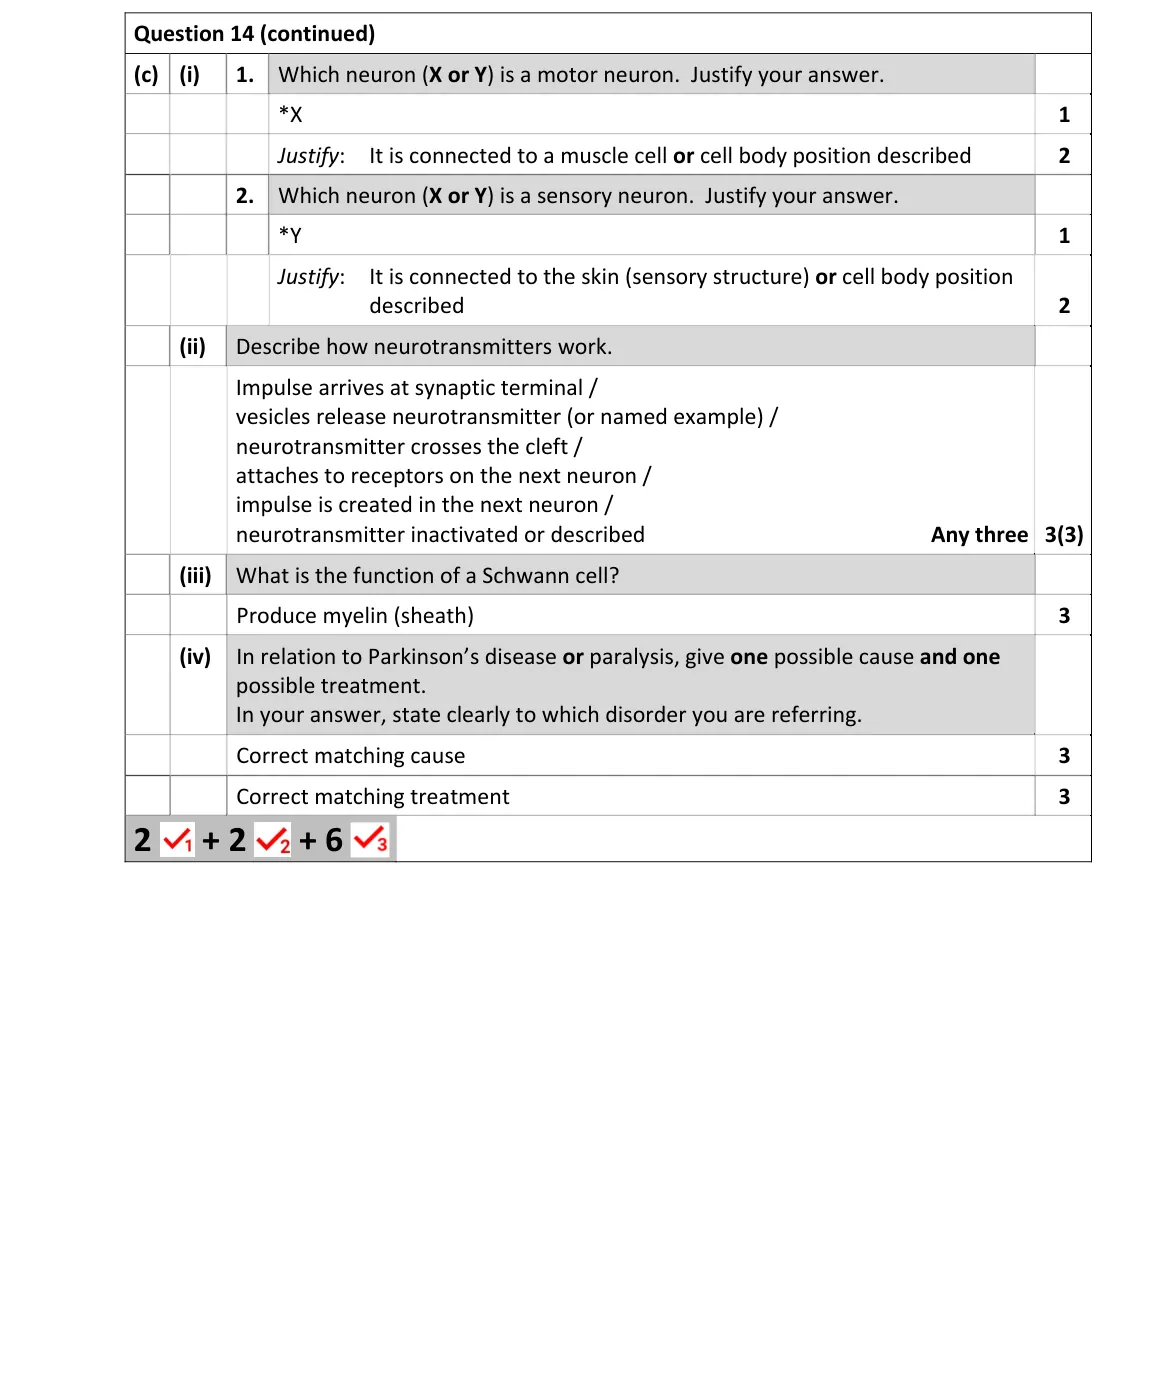 Question 14 (continued)
(c) (i) 1. Which neuron (X or Y) is a motor neuron. Justify your answer.
*X 1
Justify: It is connected to a muscle cell or cell body position described 2
2. Which neuron (X or Y) is a sensory neuron. Justify your answer.
*Y 1
Justify: It is connected to the skin (sensory structure) or cell body position
described 2
(ii) Describe how neurotransmitters work.
Impulse arrives at synaptic terminal /
vesicles release neurotransmitter (or named example) /
neurotransmitter crosses the cleft /
attaches to receptors on the next neuron /
impulse is created in the next neuron /
neurotransmitter inactivated or described Any three 3(3)
(iii) What is the function of a Schwann cell?
Produce myelin (sheath) 3
(iv) In relation to Parkinson’s disease or paralysis, give one possible cause and one
possible treatment.
In your answer, state clearly to which disorder you are referring.
Correct matching cause 3
Correct matching treatment 3
2 ✓1 + 2 ✓2 + 6 ✓3